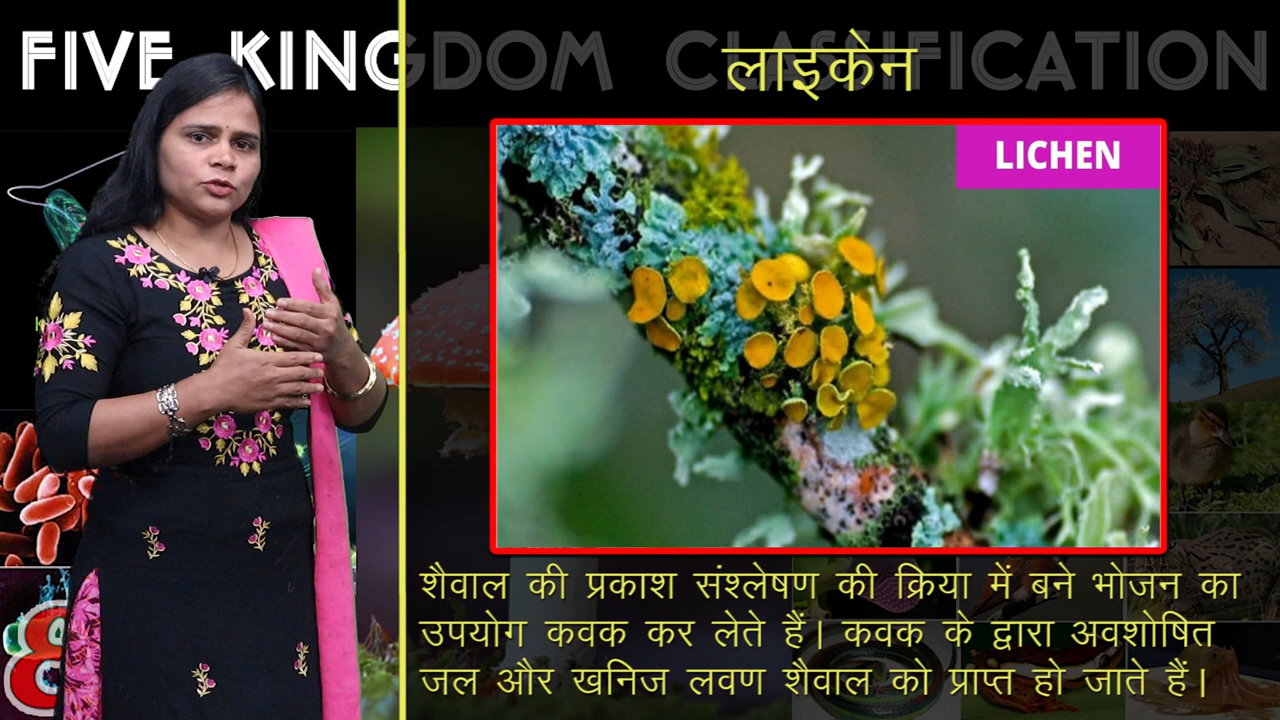 FIVE KINGDOM CLASSIFICATION
लाइकेन
LICHEN
शैवाल की प्रकाश संश्लेषण की क्रिया में बने भोजन का
उपयोग कवक कर लेते हैं। कवक के द्वारा अवशोषित
जल और खनिज लवण शैवाल को प्राप्त हो जाते हैं।